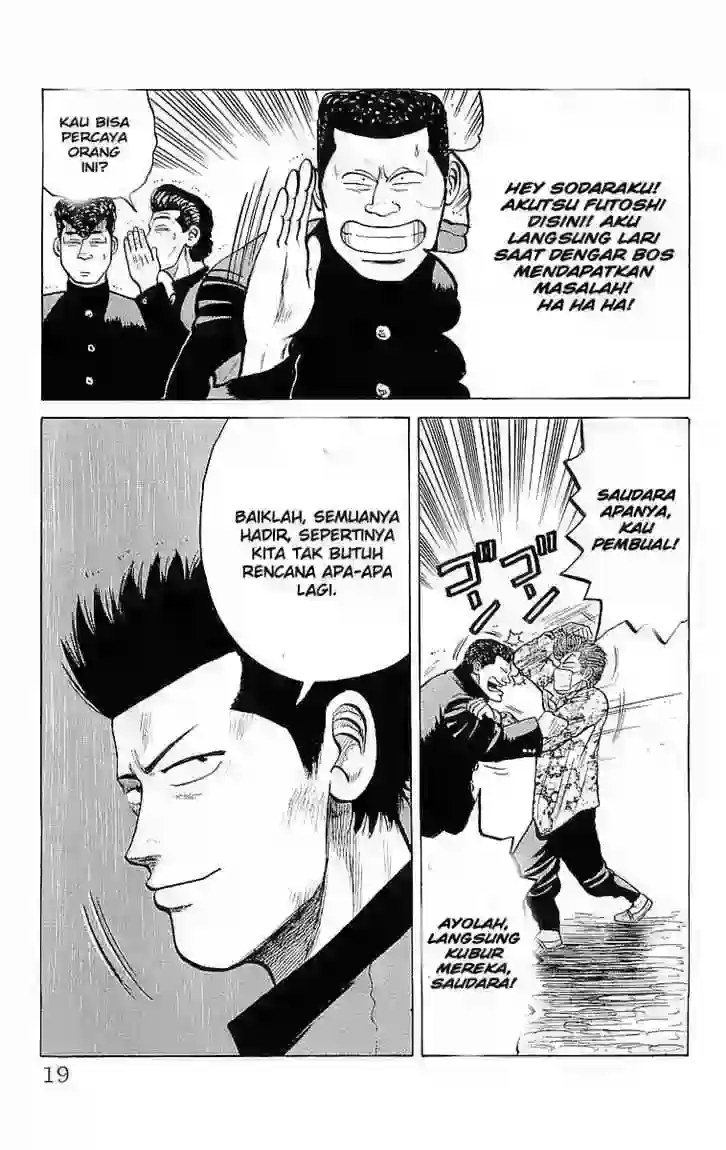 HEY SODARAKU!
AKUTSU FUTOSHI
DISINI! AKU
LANGSUNG LARI
SAAT DENGAR BOS
MENDAPATKAN
MASALAH!
HA HA HA!
KAU BISA
PERCAYA
ORANG
INI?
SAUDARA
APANYA,
KAU
PEMBUAL!
ゴンゴン
AYOLAH,
LANGSUNG
KUBUR
MEREKA,
SAUDARA!
BAIKLAH, SEMUANYA
HADIR, SEPERTINYA
KITA TAK BUTUH
RENCANA APA-APA
LAGI.
19